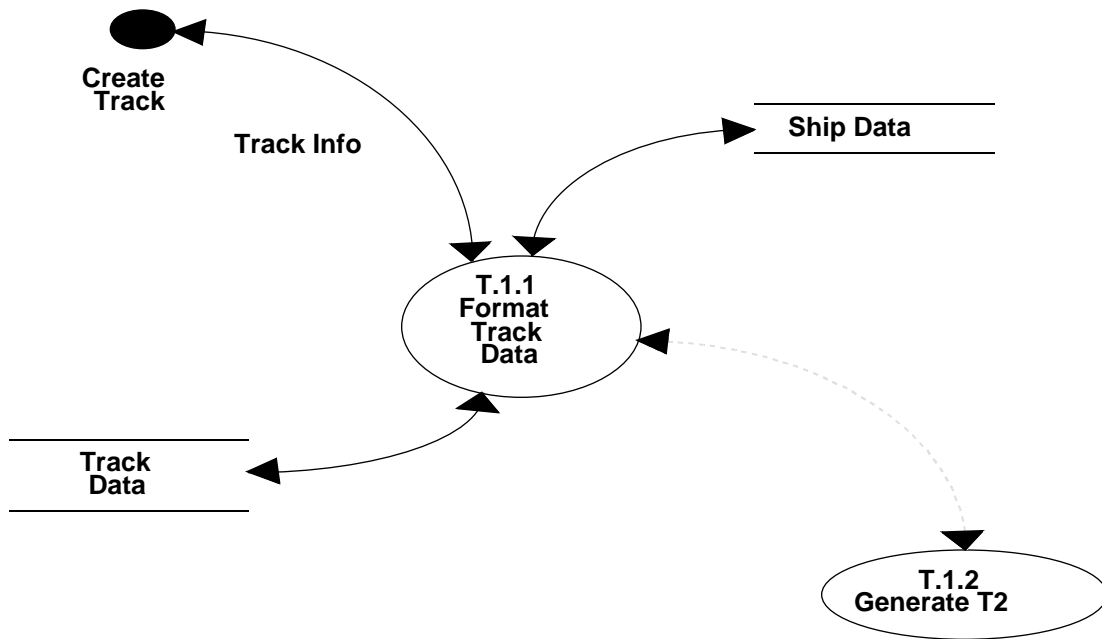 Create
Track
Track Info
Ship Data
T.1.1
Format
Track
Data
Track
Data
T.1.2
Generate T2